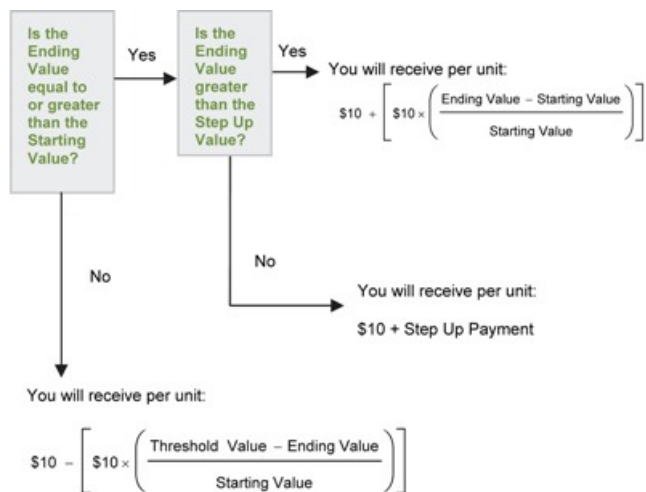 Is the
Ending
Value
equal to
or greater
than the
Starting
Value?
Yes
Is the
Ending
Value
greater
than the
Step Up
Value?
Yes
You will receive per unit:
$10 + [ $10 × ( Ending Value – Starting Value
Starting Value ) ]
No
No
You will receive per unit:
$10 + Step Up Payment
You will receive per unit:
$10 – [ $10 × ( Threshold Value – Ending Value
Starting Value ) ]